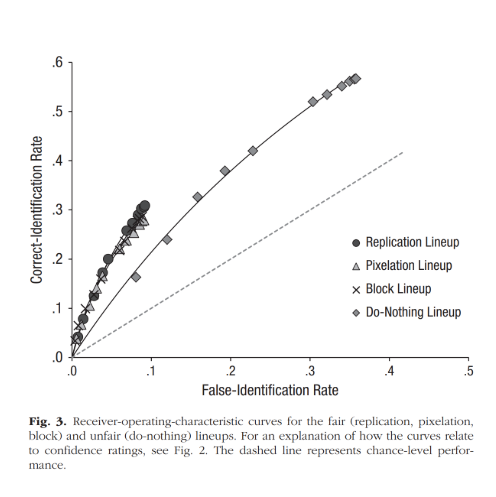 .6
.5
.4
.3
.2
.1
.0
Correct-Identification Rate
Replication Lineup
Pixelation Lineup
Block Lineup
Do-Nothing Lineup
.0 .1 .2 .3 .4 .5
False-Identification Rate
Fig. 3. Receiver-operating-characteristic curves for the fair (replication, pixelation,
block) and unfair (do-nothing) lineups. For an explanation of how the curves relate
to confidence ratings, see Fig. 2. The dashed line represents chance-level perfor-
mance.